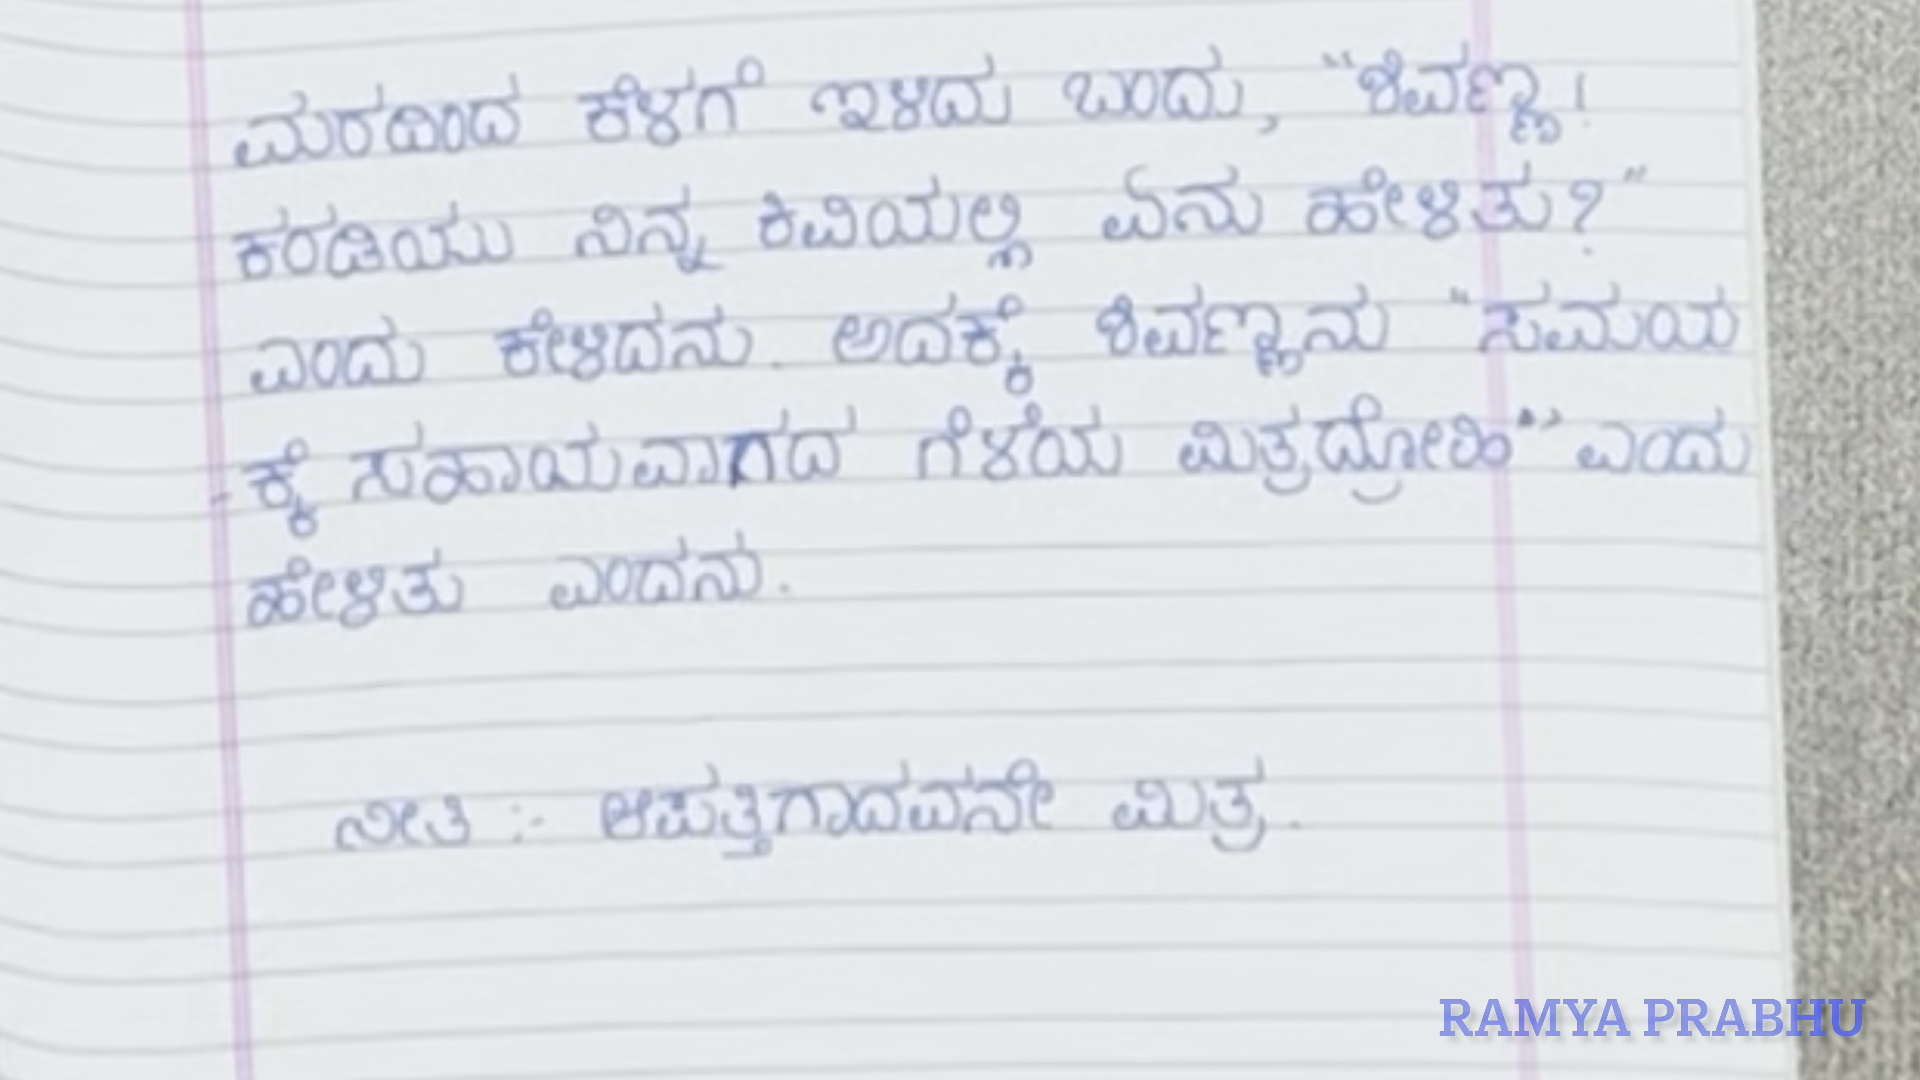 ಮರದಿಂದ ಕೆಳಗೆ ಇಳಿದು ಬಂದು, "ಶಿವಣ್ಣ!
ಕರಡಿಯು ನಿನ್ನ ಕಿವಿಯಲ್ಲಿ ಏನು ಹೇಳಿತು?"
ಎಂದು ಕೇಳಿದನು. ಅದಕ್ಕೆ ಶಿವಣ್ಣನು "ಸಮಯ
-ಕ್ಕೆ ಸಹಾಯವಾಗದ ಗೆಳೆಯ ಮಿತ್ರದ್ರೋಹಿ" ಎಂದು
ಹೇಳಿತು ಎಂದನು.
ನೀತಿ :- ಆಪತ್ತಿಗಾದವನೇ ಮಿತ್ರ.
RAMYA PRABHU